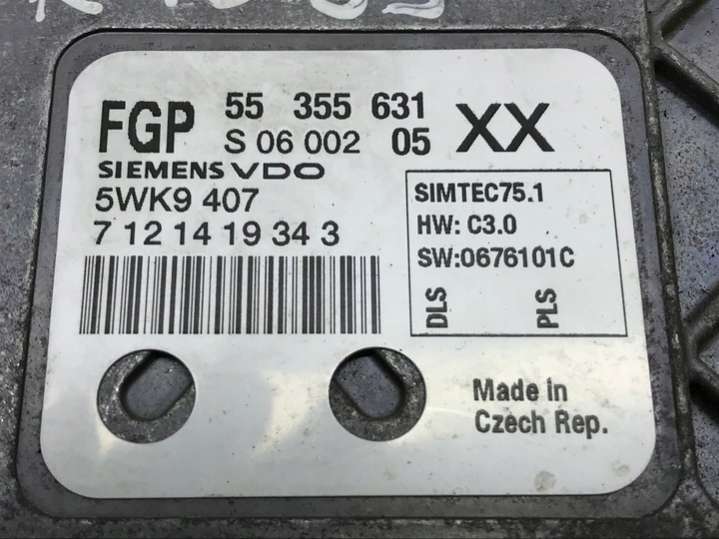 FGP 55 355 631 XX
S 06 002 05
SIEMENS VDO
5WK9 407
7 12 14 19 34 3
SIMTEC75.1
HW: C3.0
SW:0676101C
DLS PLS
Made in
Czech Rep.